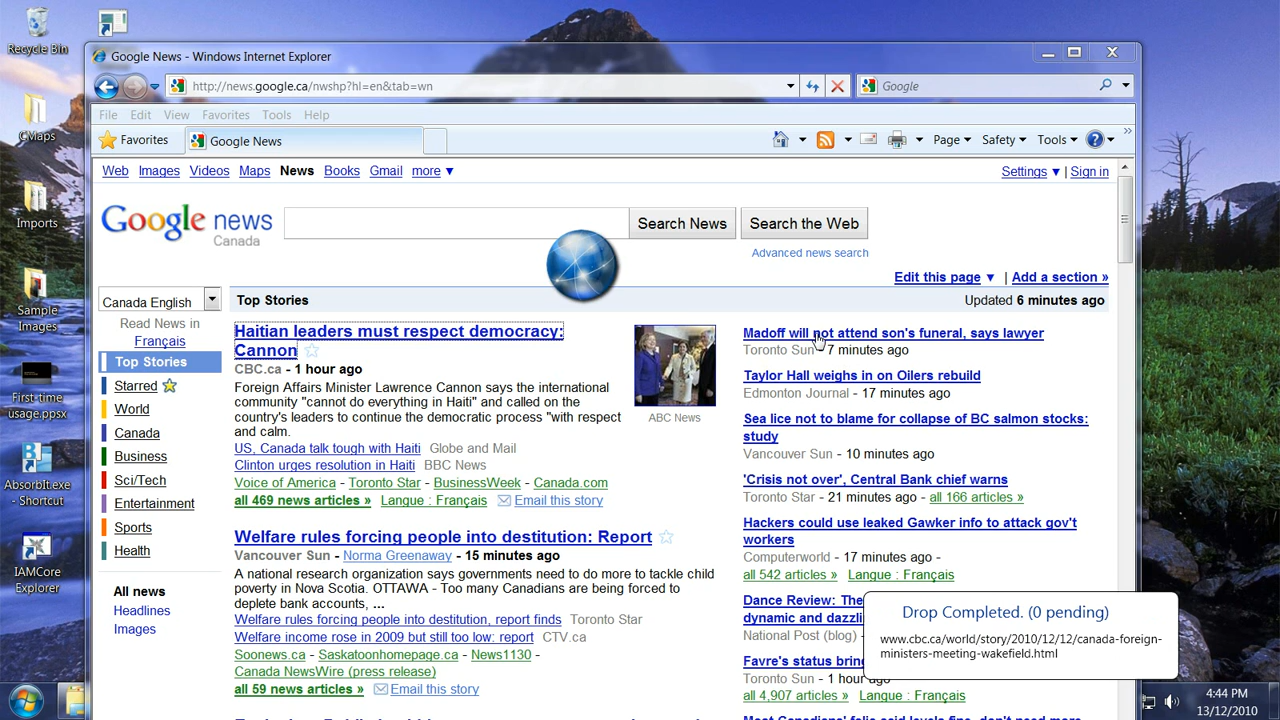 Recycle Bin
CMaps
Imports
Sample
Images
First-time
usage.ppsx
AbsorbIt.exe
- Shortcut
IAMCore
Explorer
Google News - Windows Internet Explorer
http://news.google.ca/nwshp?hl=en&tab=wn
Google
File Edit View Favorites Tools Help
Favorites Google News Page Safety Tools
Web Images Videos Maps News Books Gmail more ▼ Settings ▼ | Sign in
Google news
Canada
Search News Search the Web
Advanced news search
Edit this page ▼ | Add a section »
Canada English
Read News in
Français
Top Stories
Starred
World
Canada
Business
Sci/Tech
Entertainment
Sports
Health
All news
Headlines
Images
Top Stories Updated 6 minutes ago
Haitian leaders must respect democracy:
Cannon
CBC.ca - 1 hour ago
Foreign Affairs Minister Lawrence Cannon says the international
community "cannot do everything in Haiti" and called on the
country's leaders to continue the democratic process "with respect
and calm.
US, Canada talk tough with Haiti Globe and Mail
Clinton urges resolution in Haiti BBC News
Voice of America - Toronto Star - BusinessWeek - Canada.com
all 469 news articles » Langue : Français Email this story
ABC News
Welfare rules forcing people into destitution: Report
Vancouver Sun - Norma Greenaway - 15 minutes ago
A national research organization says governments need to do more to tackle child
poverty in Nova Scotia. OTTAWA - Too many Canadians are being forced to
deplete bank accounts, ...
Welfare rules forcing people into destitution, report finds Toronto Star
Welfare income rose in 2009 but still too low: report CTV.ca
Soonews.ca - Saskatoonhomepage.ca - News1130 -
Canada NewsWire (press release)
all 59 news articles » Email this story
Madoff will not attend son's funeral, says lawyer
Toronto Sun - 7 minutes ago
Taylor Hall weighs in on Oilers rebuild
Edmonton Journal - 17 minutes ago
Sea lice not to blame for collapse of BC salmon stocks:
study
Vancouver Sun - 10 minutes ago
'Crisis not over', Central Bank chief warns
Toronto Star - 21 minutes ago - all 166 articles »
Hackers could use leaked Gawker info to attack gov't
workers
Computerworld - 17 minutes ago -
all 542 articles » Langue : Français
Dance Review: The
dynamic and dazzli
National Post (blog)
Favre's status brin
Toronto Sun - 1 hour ago
all 4,907 articles » Langue : Français
Drop Completed. (0 pending)
www.cbc.ca/world/story/2010/12/12/canada-foreign-
ministers-meeting-wakefield.html
4:44 PM
13/12/2010